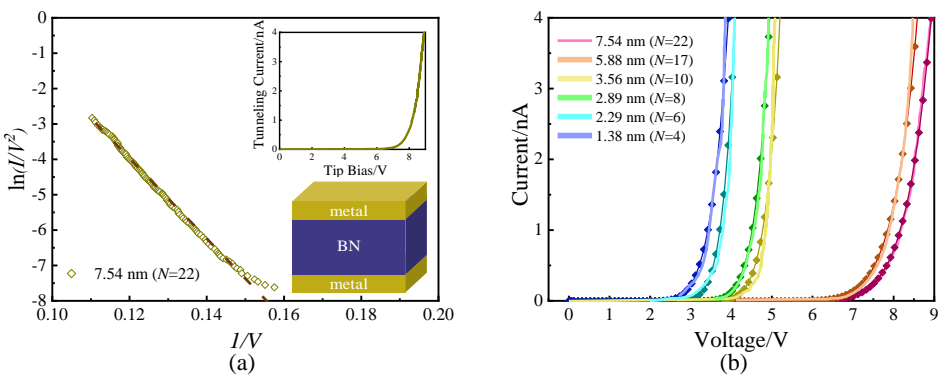 (a)
ln(I/V²)
-2
-3
-4
-5
-6
-7
-8
0.10 0.12 0.14 0.16 0.18
1/V
7.54 nm (N=22)
Tunneling Current/nA
4
3
2
1
0
0 2 4 6 8
Tip Bias/V
metal
BN
metal
(a)
(b)
Current/nA
4
3
2
1
0
0 1 2 3 4 5 6 7 8 9
Voltage/V
7.54 nm (N=22)
5.88 nm (N=17)
3.56 nm (N=10)
2.89 nm (N=8)
2.29 nm (N=6)
1.38 nm (N=4)
(b)